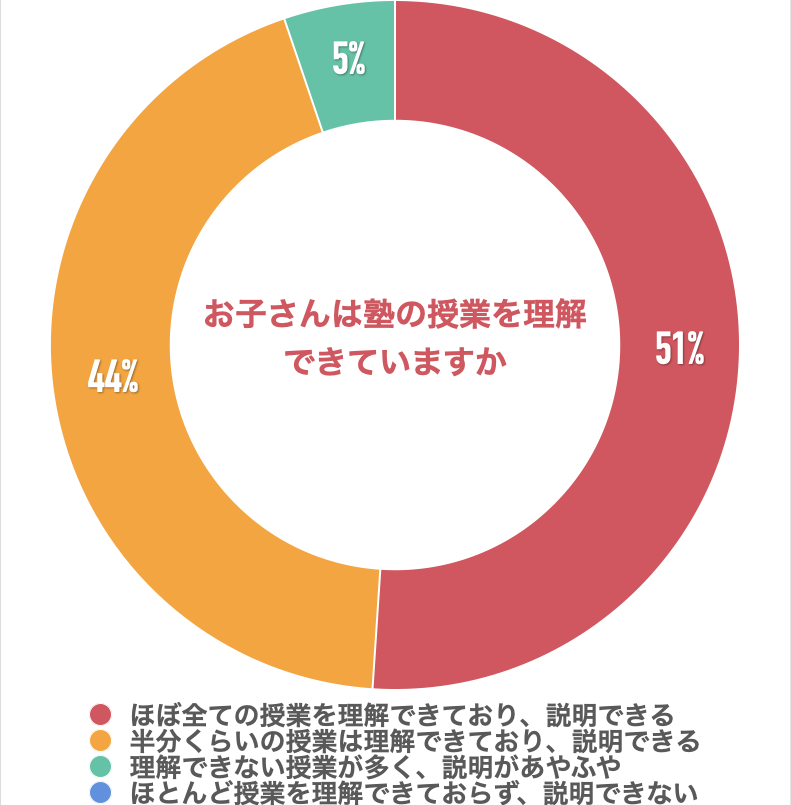 5%
お子さんは塾の授業を理解
できていますか
51%
44%
ほぼ全ての授業を理解できており、説明できる
半分くらいの授業は理解できており、説明できる
理解できない授業が多く、説明があやふや
ほとんど授業を理解できておらず、説明できない